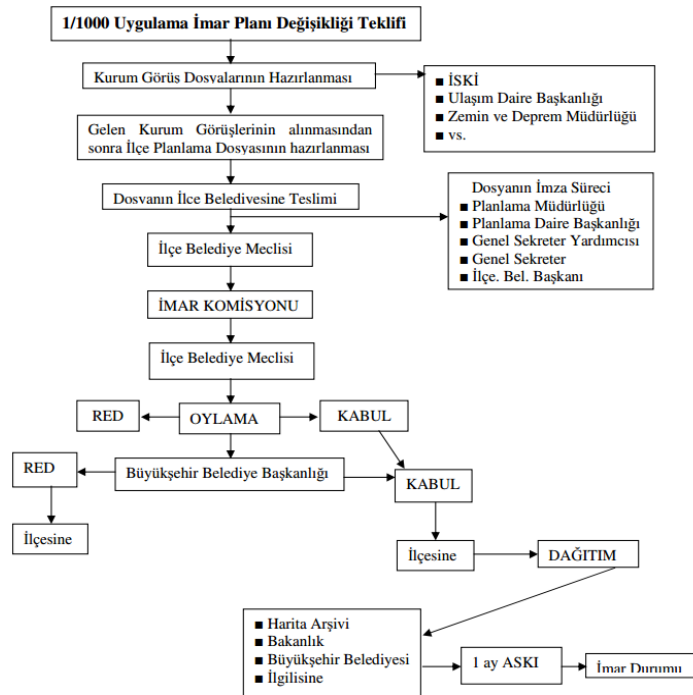 1/1000 Uygulama İmar Planı Değişikliği Teklifi
Kurum Görüş Dosyalarının Hazırlanması
■ İSKİ
■ Ulaşım Daire Başkanlığı
■ Zemin ve Deprem Müdürlüğü
■ vs.
Gelen Kurum Görüşlerinin alınmasından
sonra İlçe Planlama Dosyasının hazırlanması
Dosyanın İlçe Belediyesine Teslimi
Dosyanın İmza Süreci
■ Planlama Müdürlüğü
■ Planlama Daire Başkanlığı
■ Genel Sekreter Yardımcısı
■ Genel Sekreter
■ İlçe. Bel. Başkanı
İlçe Belediye Meclisi
İMAR KOMİSYONU
İlçe Belediye Meclisi
RED
OYLAMA
KABUL
RED
Büyükşehir Belediye Başkanlığı
KABUL
İlçesine
İlçesine
DAĞITIM
■ Harita Arşivi
■ Bakanlık
■ Büyükşehir Belediyesi
■ İlgilisine
1 ay ASKI
İmar Durumu